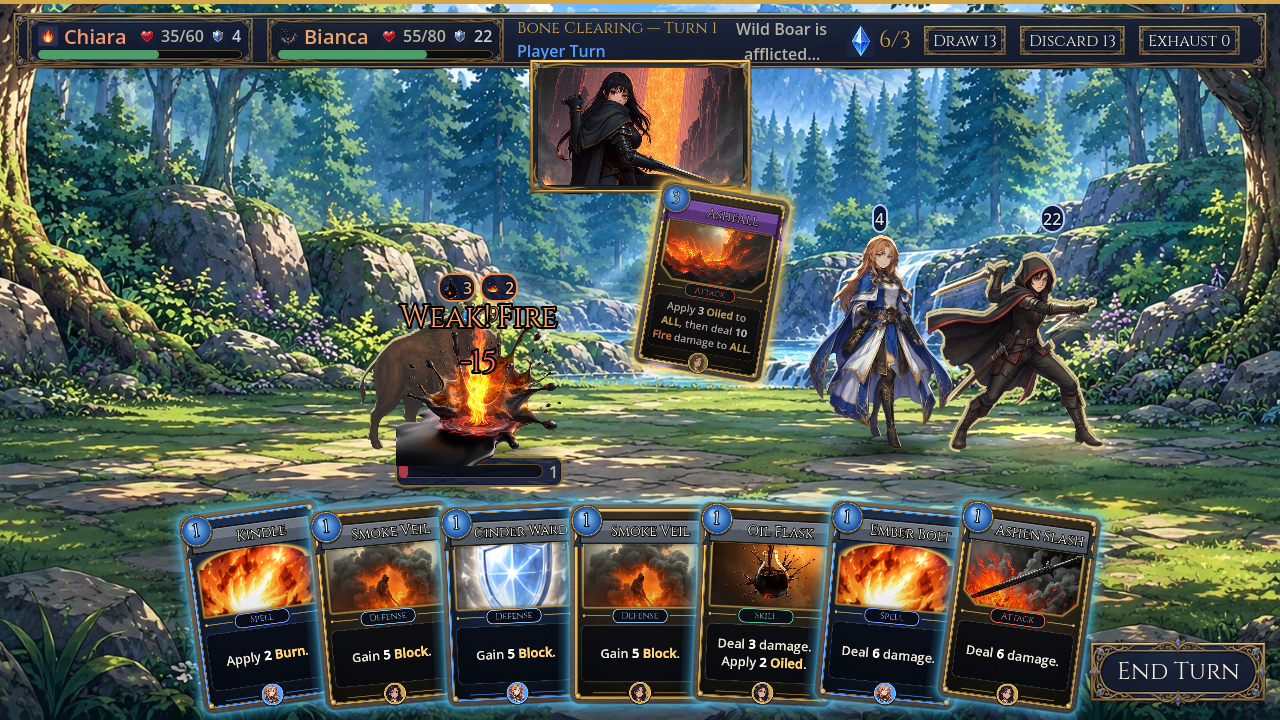 Chiara 35/60 4
Bianca 55/80 22
Bone Clearing — Turn 1
Player Turn
Wild Boar is
afflicted...
6/3
Draw 13
Discard 13
Exhaust 0
4
22
3
Ashfall
Attack
Apply 3 Oiled to
ALL, then deal 10
Fire damage to ALL.
3
2
Weak! Fire
-15
1
1
Kindle
Spell
Apply 2 Burn.
1
Smoke Veil
Defense
Gain 5 Block.
1
Cinder Ward
Defense
Gain 5 Block.
1
Smoke Veil
Defense
Gain 5 Block.
1
Oil Flask
Skill
Deal 3 damage.
Apply 2 Oiled.
1
Ember Bolt
Spell
Deal 6 damage.
1
Ashen Slash
Attack
Deal 6 damage.
End Turn